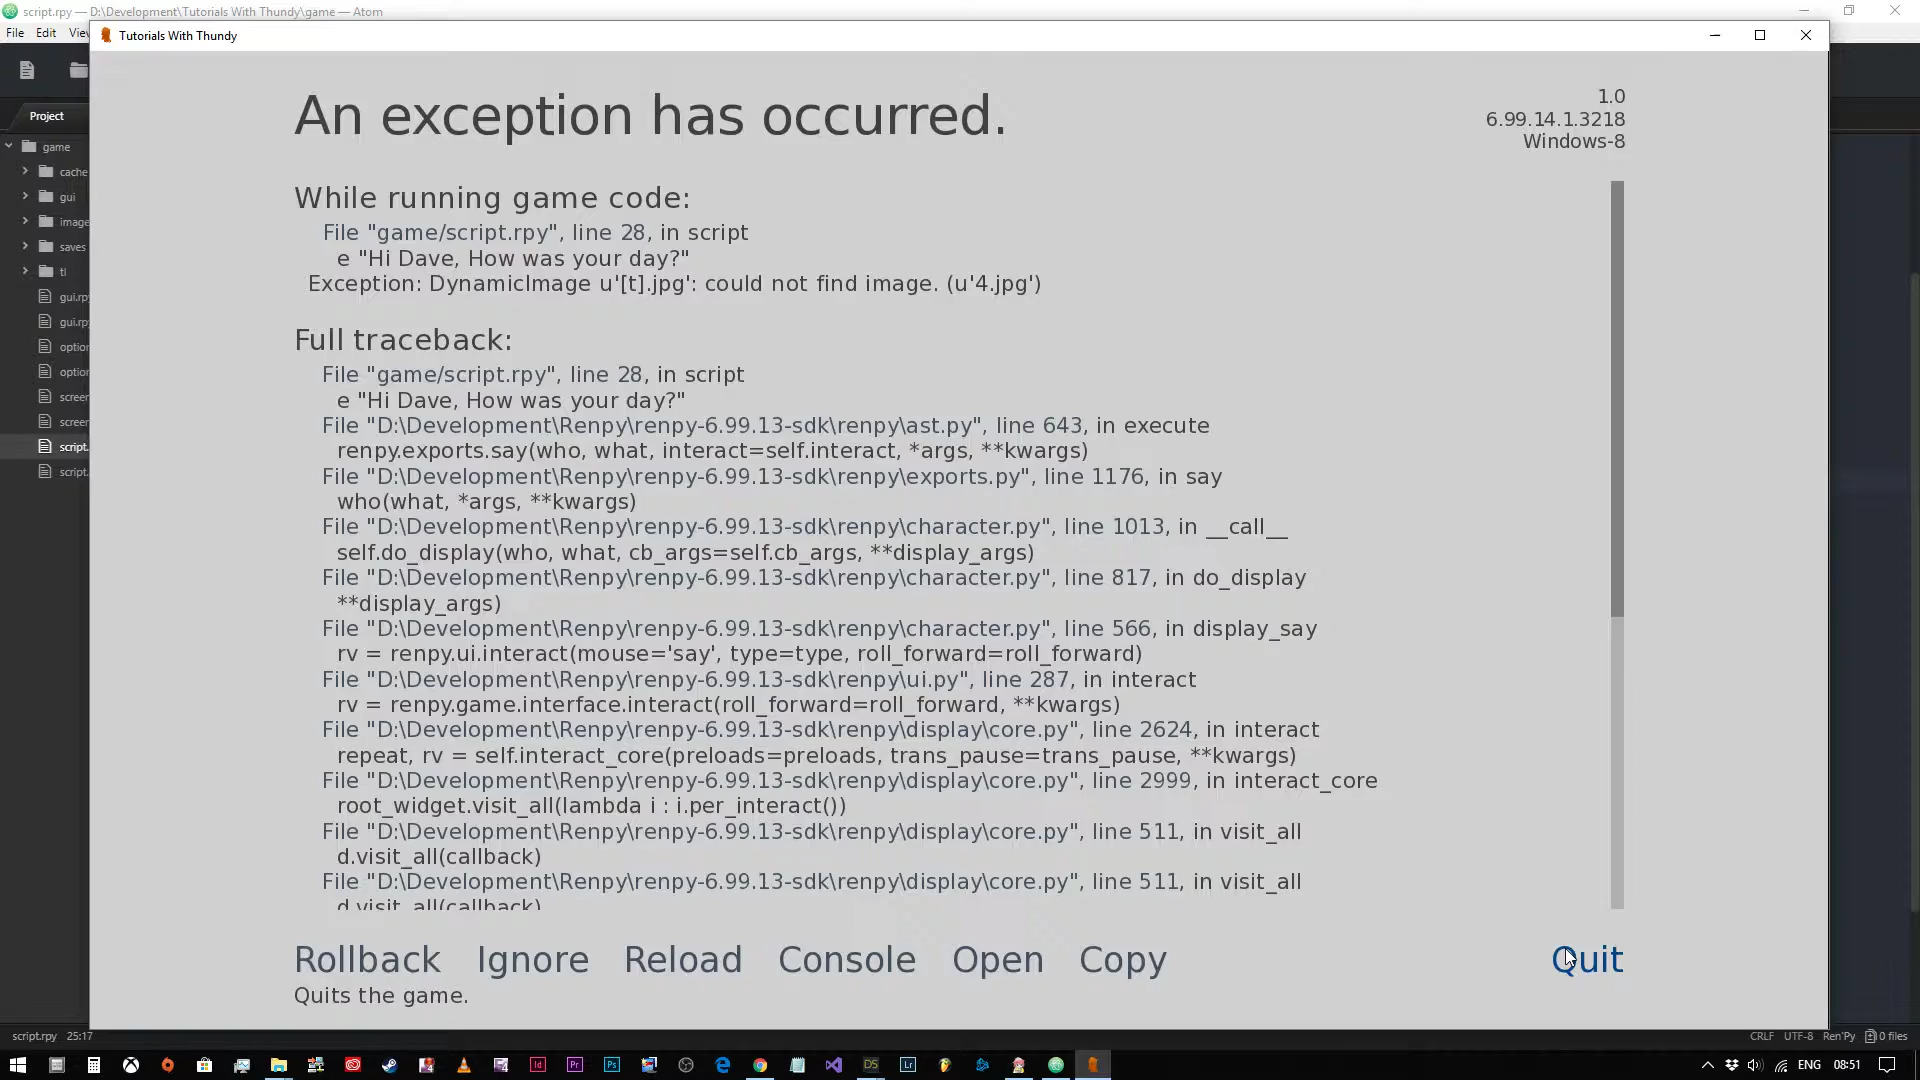 script.rpy — D:\Development\Tutorials With Thundy\game — Atom
File Edit View
Tutorials With Thundy
Project
game
cache
gui
image
saves
tl
gui.rp
gui.rp
option
option
screer
screer
script.
script.
An exception has occurred.
1.0
6.99.14.1.3218
Windows-8
While running game code:
File "game/script.rpy", line 28, in script
e "Hi Dave, How was your day?"
Exception: DynamicImage u'[t].jpg': could not find image. (u'4.jpg')
Full traceback:
File "game/script.rpy", line 28, in script
e "Hi Dave, How was your day?"
File "D:\Development\Renpy\renpy-6.99.13-sdk\renpy\ast.py", line 643, in execute
renpy.exports.say(who, what, interact=self.interact, *args, **kwargs)
File "D:\Development\Renpy\renpy-6.99.13-sdk\renpy\exports.py", line 1176, in say
who(what, *args, **kwargs)
File "D:\Development\Renpy\renpy-6.99.13-sdk\renpy\character.py", line 1013, in __call__
self.do_display(who, what, cb_args=self.cb_args, **display_args)
File "D:\Development\Renpy\renpy-6.99.13-sdk\renpy\character.py", line 817, in do_display
**display_args)
File "D:\Development\Renpy\renpy-6.99.13-sdk\renpy\character.py", line 566, in display_say
rv = renpy.ui.interact(mouse='say', type=type, roll_forward=roll_forward)
File "D:\Development\Renpy\renpy-6.99.13-sdk\renpy\ui.py", line 287, in interact
rv = renpy.game.interface.interact(roll_forward=roll_forward, **kwargs)
File "D:\Development\Renpy\renpy-6.99.13-sdk\renpy\display\core.py", line 2624, in interact
repeat, rv = self.interact_core(preloads=preloads, trans_pause=trans_pause, **kwargs)
File "D:\Development\Renpy\renpy-6.99.13-sdk\renpy\display\core.py", line 2999, in interact_core
root_widget.visit_all(lambda i : i.per_interact())
File "D:\Development\Renpy\renpy-6.99.13-sdk\renpy\display\core.py", line 511, in visit_all
d.visit_all(callback)
File "D:\Development\Renpy\renpy-6.99.13-sdk\renpy\display\core.py", line 511, in visit_all
d.visit_all(callback)
Rollback Ignore Reload Console Open Copy Quit
Quits the game.
script.rpy 25:17
CRLF UTF-8 Ren'Py 0 files
ENG 08:51